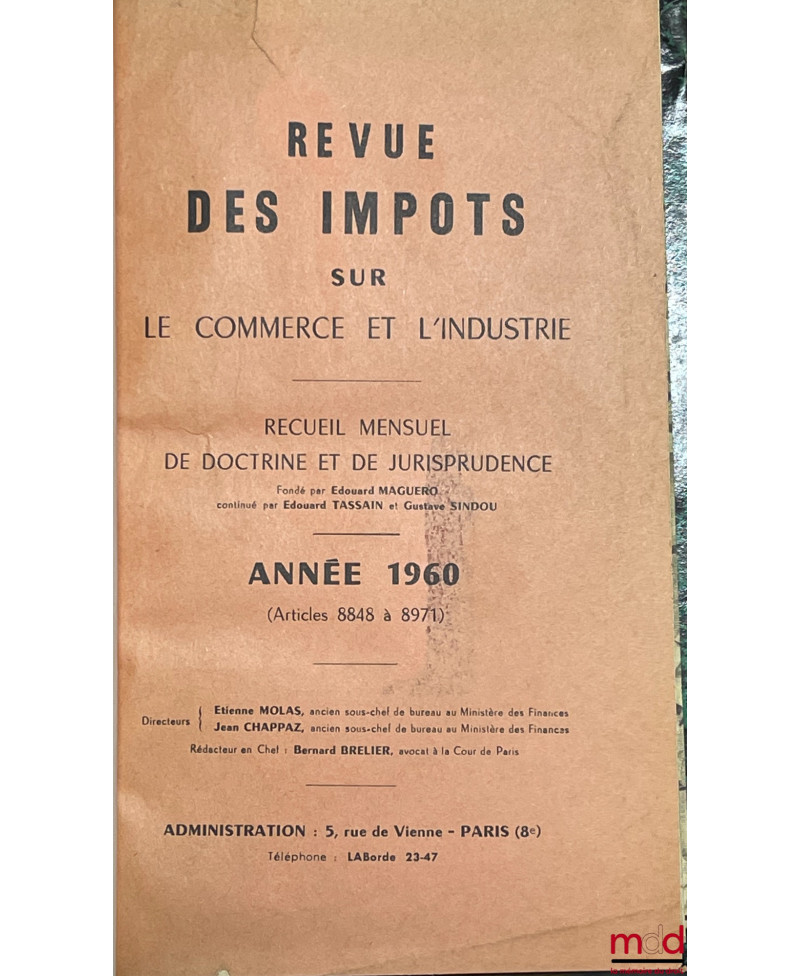 REVUE
DES IMPOTS
SUR
LE COMMERCE ET L'INDUSTRIE
RECUEIL MENSUEL
DE DOCTRINE ET DE JURISPRUDENCE
Fondé par Edouard MAGUERO
continué par Edouard TASSAIN et Gustave SINDOU
ANNÉE 1960
(Articles 8848 à 8971)
Directeurs { Etienne MOLAS, ancien sous-chef de bureau au Ministère des Finances
Jean CHAPPAZ, ancien sous-chef de bureau au Ministère des Finances
Rédacteur en Chef : Bernard BRELIER, avocat à la Cour de Paris
ADMINISTRATION : 5, rue de Vienne - PARIS (8e)
Téléphone : LABorde 23-47
mdd